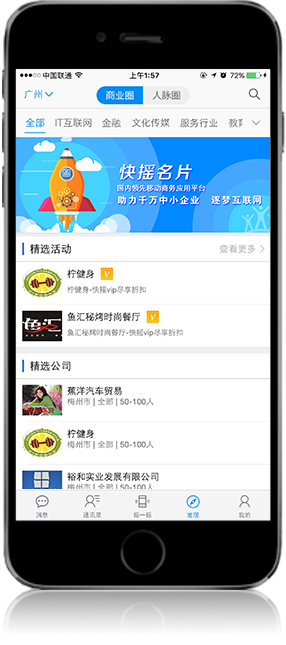 中国联通
上午1:57
72%
广州
商业圈
人脉圈
全部
IT互联网
金融
文化传媒
服务行业
教育
快摇名片
国内领先移动商务应用平台
助力千万中小企业 逐梦互联网
精选活动
查看更多
柠健身 V
柠健身-快摇vip尽享折扣
鱼汇
鱼汇秘烤时尚餐厅 V
鱼汇秘烤时尚餐厅-快摇vip尽享折扣
精选公司
蕉洋汽车贸易
梅州市 | 全部 | 50-100人
柠健身
梅州市 | 全部 | 50-100人
裕和实业发展有限公司
梅州市 | 全部 | 50-100人
消息
通讯录
摇一摇
发现
我的